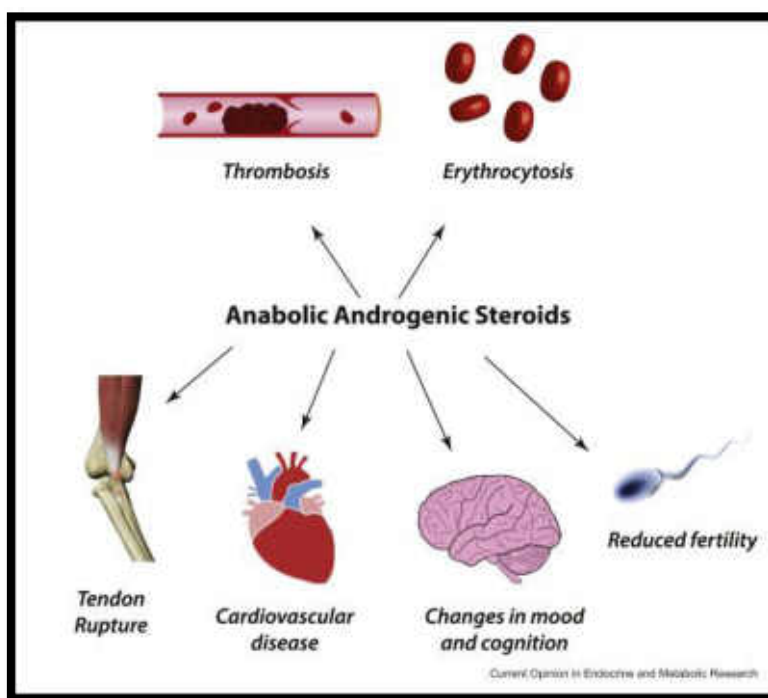 Thrombosis
Erythrocytosis
Anabolic Androgenic Steroids
Tendon
Rupture
Cardiovascular
disease
Changes in mood
and cognition
Reduced fertility
Current Opinion in Endocrine and Metabolic Research